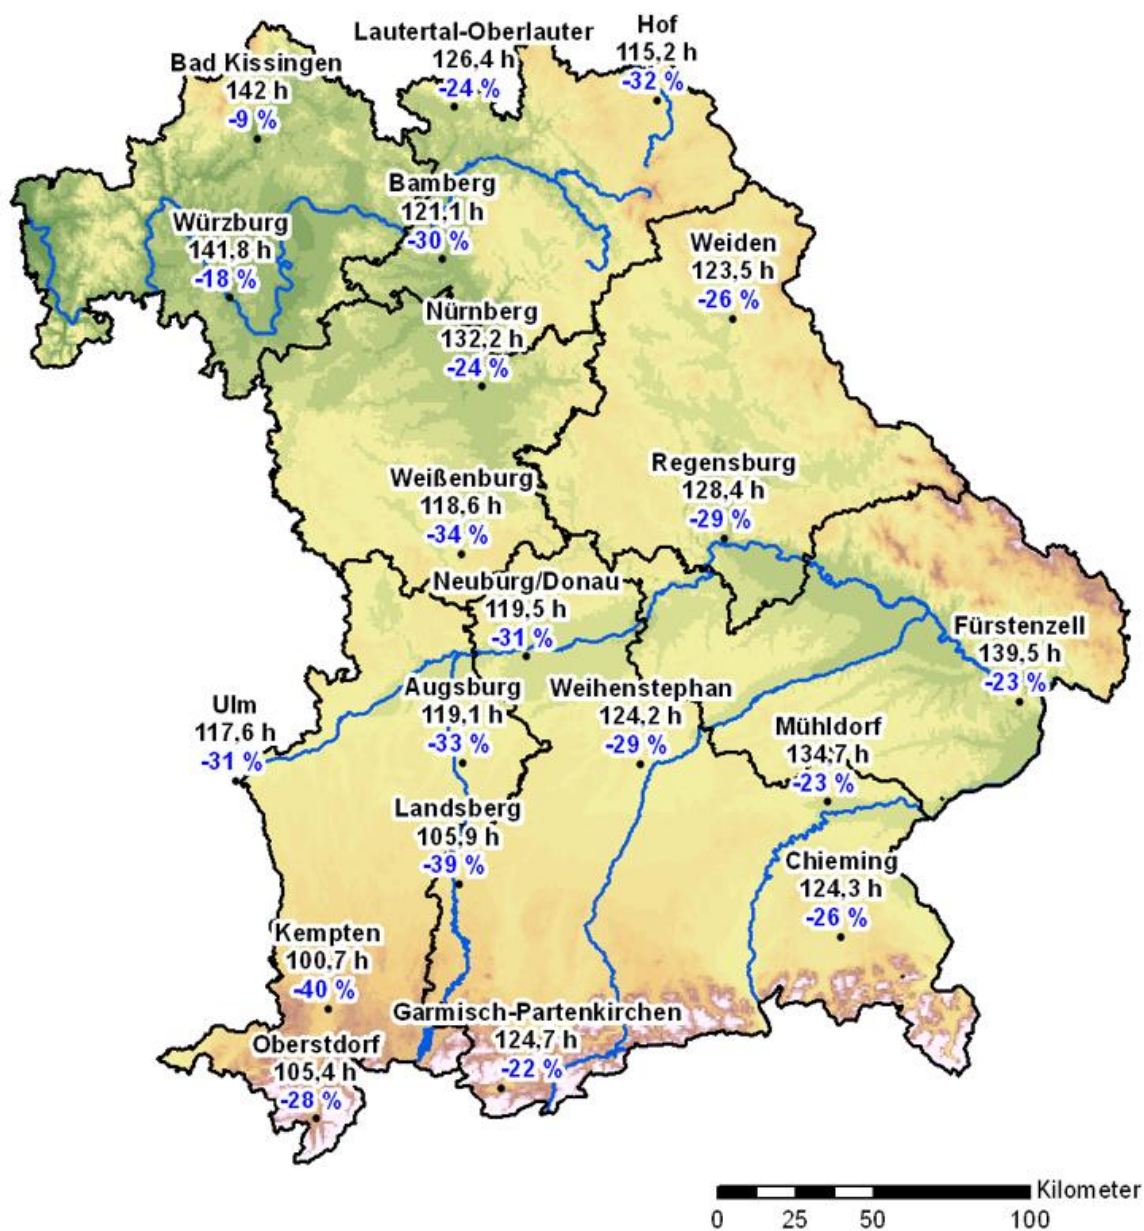 Hof
115,2 h
-32 %
Lautertal-Oberlauter
126,4 h
-24 %
Bad Kissingen
142 h
-9 %
Bamberg
121,1 h
-30 %
Würzburg
141,8 h
-18 %
Weiden
123,5 h
-26 %
Nürnberg
132,2 h
-24 %
Regensburg
128,4 h
-29 %
Weißenburg
118,6 h
-34 %
Neuburg/Donau
119,5 h
-31 %
Fürstenzell
139,5 h
-23 %
Augsburg
119,1 h
-33 %
Weihenstephan
124,2 h
-29 %
Ulm
117,6 h
-31 %
Mühldorf
134,7 h
-23 %
Landsberg
105,9 h
-39 %
Chieming
124,3 h
-26 %
Kempten
100,7 h
-40 %
Garmisch-Partenkirchen
124,7 h
-22 %
Oberstdorf
105,4 h
-28 %
Kilometer
0 25 50 100